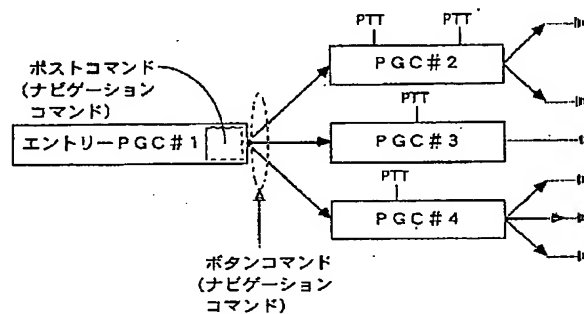 PTT
PTT
PGC#2
ポストコマンド
(ナビゲーション
コマンド)
PTT
エントリーPGC#1
PGC#3
PTT
PGC#4
ボタンコマンド
(ナビゲーション
コマンド)